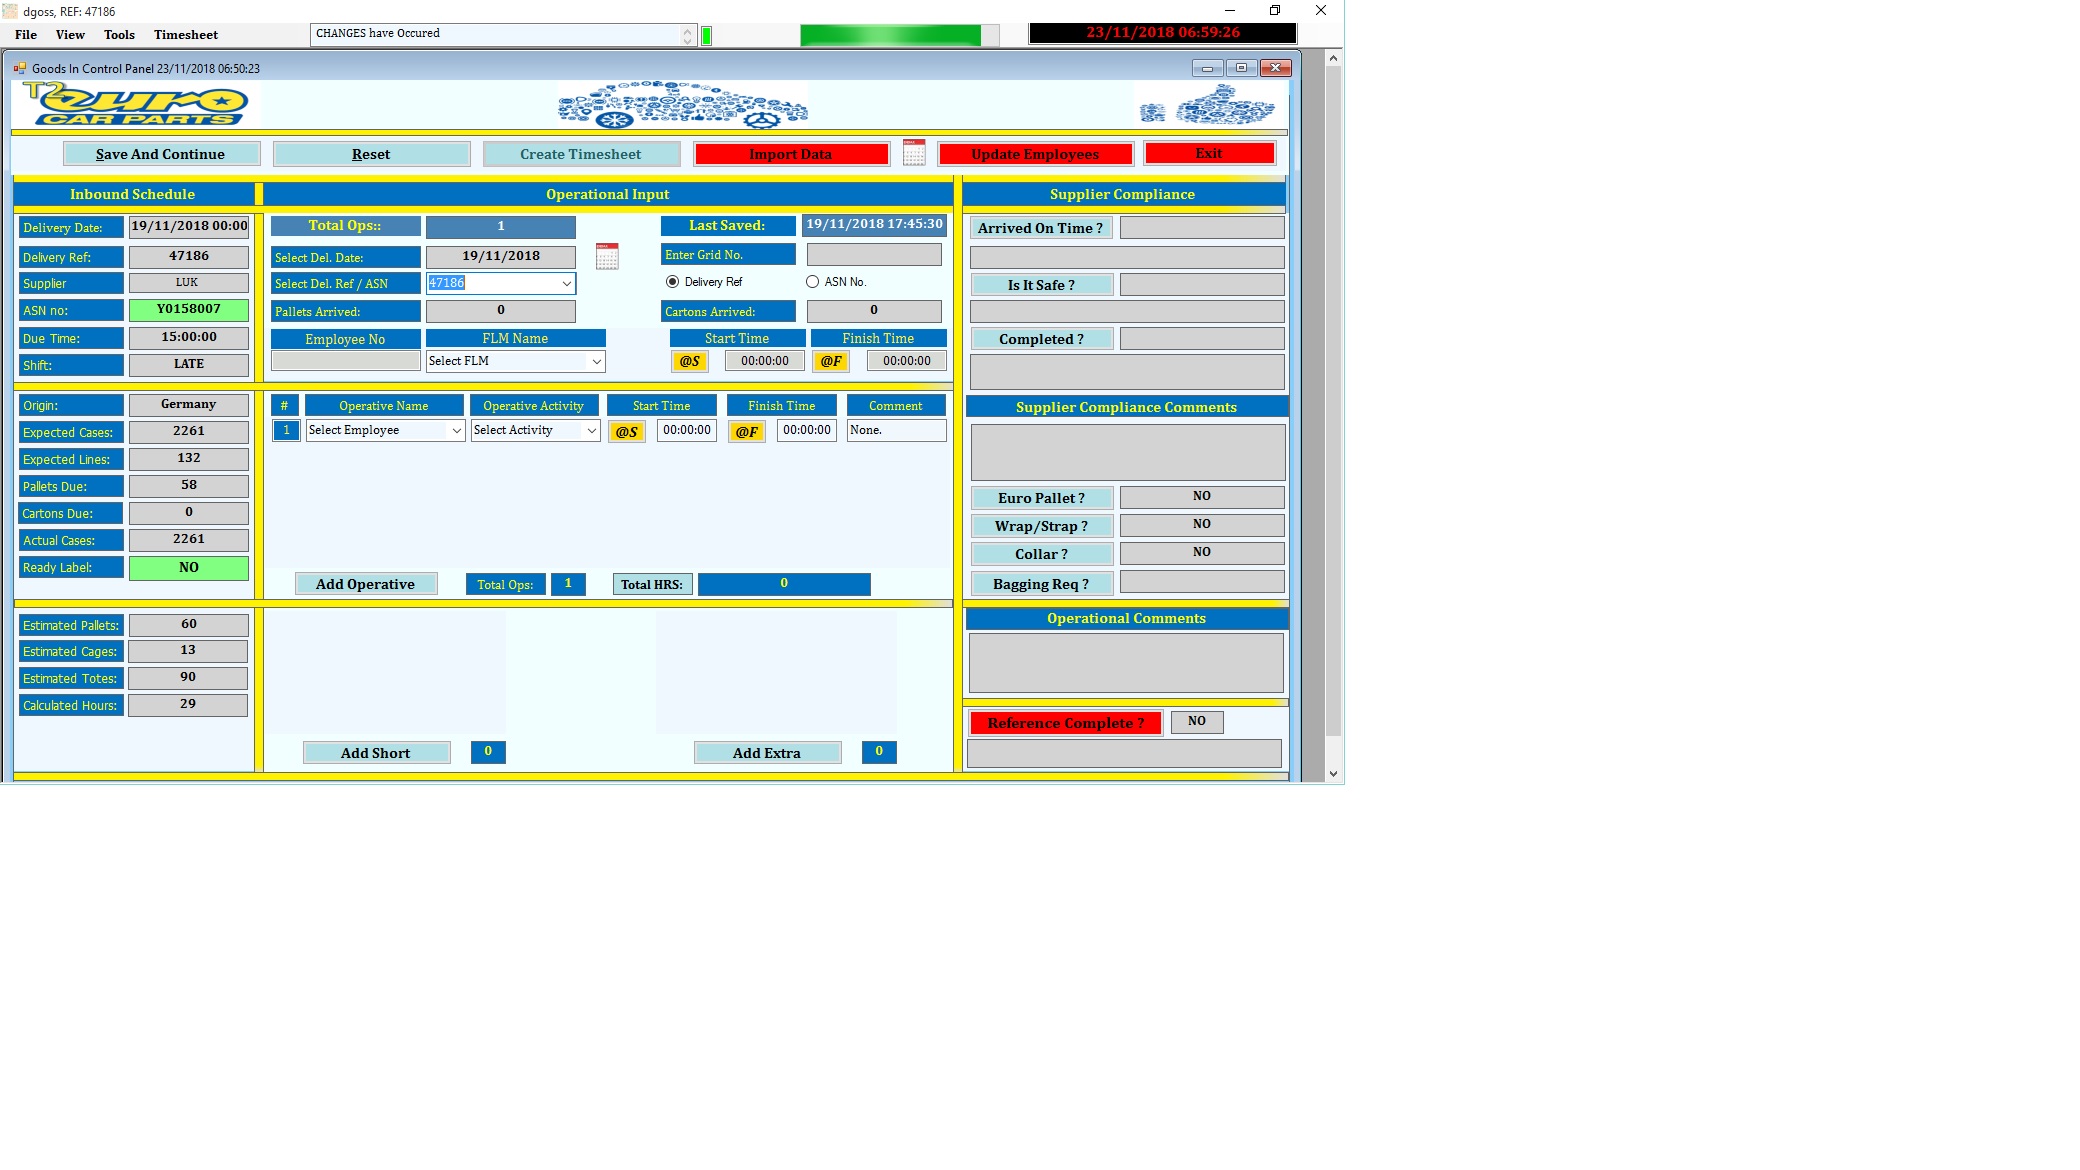 dgoss, REF: 47186
File View Tools Timesheet
CHANGES have Occured
23/11/2018 06:59:26
Goods In Control Panel 23/11/2018 06:50:23
T2
euro
CAR PARTS
Save And Continue
Reset
Create Timesheet
Import Data
Update Employees
Exit
Inbound Schedule
Operational Input
Supplier Compliance
Delivery Date: 19/11/2018 00:00
Delivery Ref: 47186
Supplier LUK
ASN no: Y0158007
Due Time: 15:00:00
Shift: LATE
Origin: Germany
Expected Cases: 2261
Expected Lines: 132
Pallets Due: 58
Cartons Due: 0
Actual Cases: 2261
Ready Label: NO
Estimated Pallets: 60
Estimated Cages: 13
Estimated Totes: 90
Calculated Hours: 29
Total Ops:: 1
Last Saved: 19/11/2018 17:45:30
Select Del. Date: 19/11/2018
Enter Grid No.
Select Del. Ref / ASN 47186
Delivery Ref ASN No.
Pallets Arrived: 0
Cartons Arrived: 0
Employee No FLM Name Start Time Finish Time
Select FLM @S 00:00:00 @F 00:00:00
# Operative Name Operative Activity Start Time Finish Time Comment
1 Select Employee Select Activity @S 00:00:00 @F 00:00:00 None.
Add Operative Total Ops: 1 Total HRS: 0
Add Short 0
Add Extra 0
Arrived On Time ?
Is It Safe ?
Completed ?
Supplier Compliance Comments
Euro Pallet ? NO
Wrap/Strap ? NO
Collar ? NO
Bagging Req ?
Operational Comments
Reference Complete ? NO